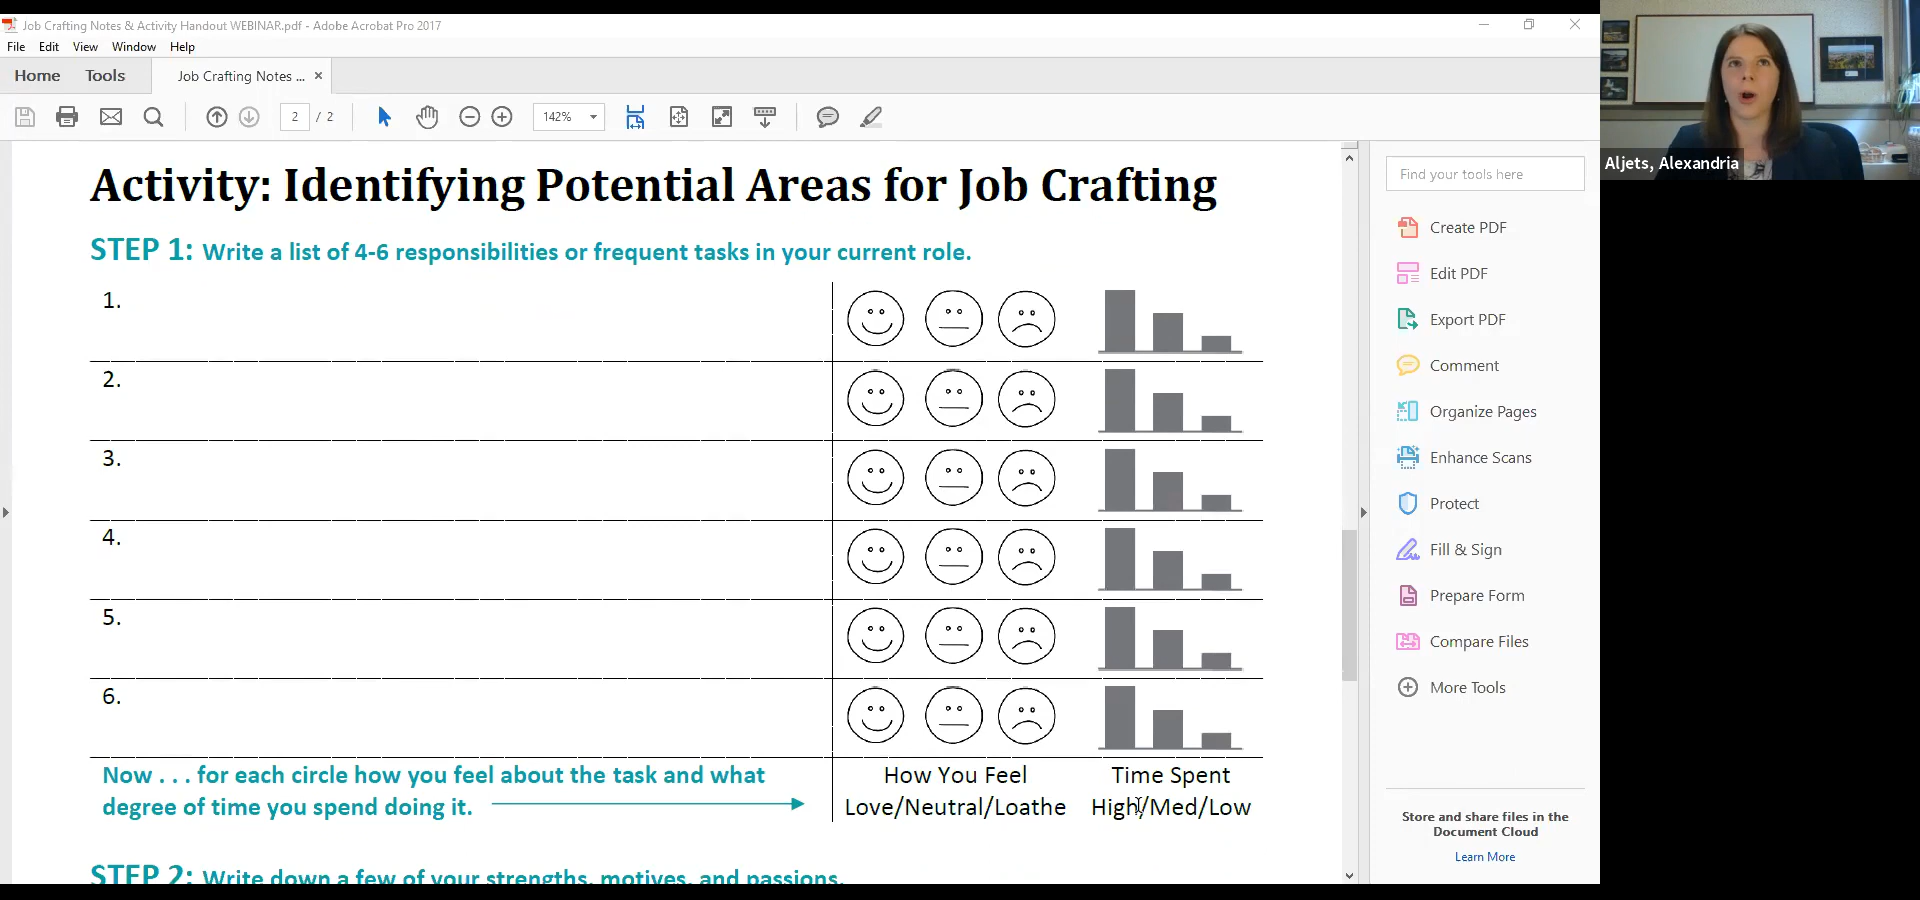 Job Crafting Notes & Activity Handout WEBINAR.pdf - Adobe Acrobat Pro 2017
File Edit View Window Help
Home Tools Job Crafting Notes ... ×
2 / 2 142%
Activity: Identifying Potential Areas for Job Crafting
STEP 1: Write a list of 4-6 responsibilities or frequent tasks in your current role.
1.
2.
3.
4.
5.
6.
Now . . . for each circle how you feel about the task and what
degree of time you spend doing it.
How You Feel
Love/Neutral/Loathe
Time Spent
High/Med/Low
STEP 2: Write down a few of your strengths, motives, and passions.
Find your tools here
Create PDF
Edit PDF
Export PDF
Comment
Organize Pages
Enhance Scans
Protect
Fill & Sign
Prepare Form
Compare Files
More Tools
Store and share files in the
Document Cloud
Learn More
Aljets, Alexandria